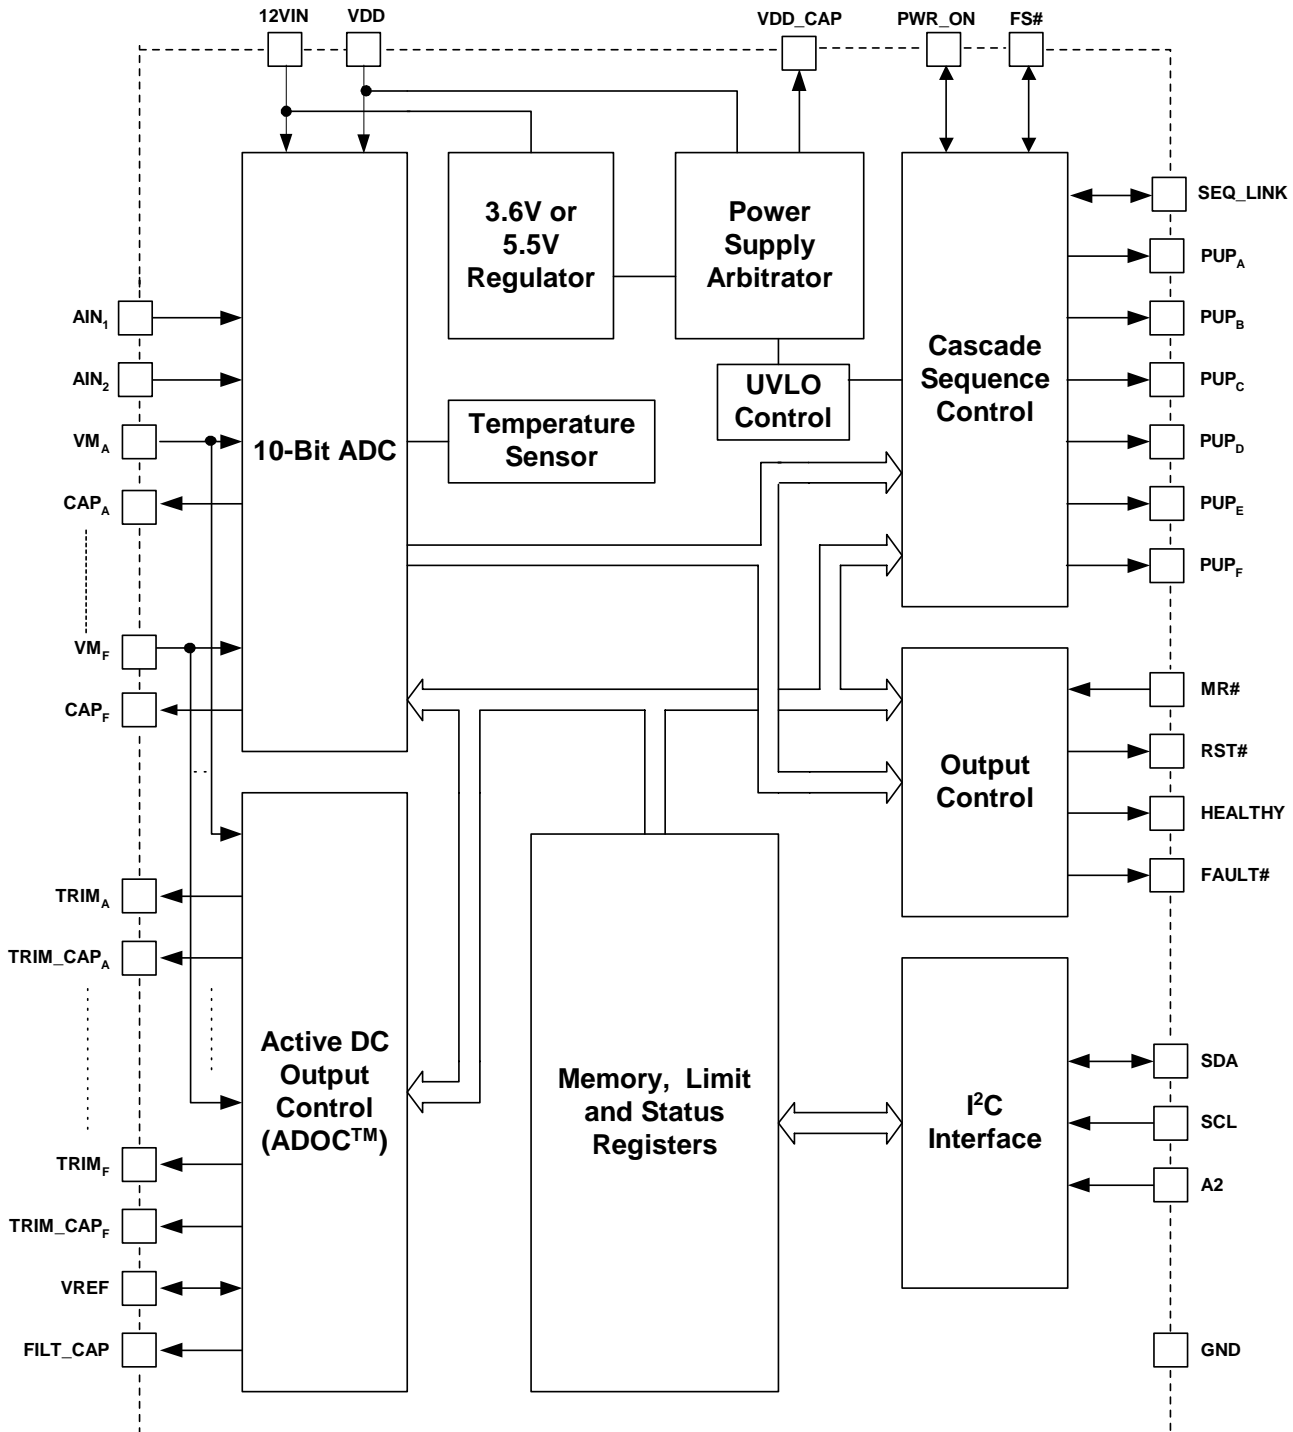 12VIN
VDD
VDD_CAP
PWR_ON
FS#
3.6V or
5.5V
Regulator
Power
Supply
Arbitrator
UVLO
Control
Temperature
Sensor
10-Bit ADC
Cascade
Sequence
Control
AIN1
AIN2
VMA
CAPA
VMF
CAPF
SEQ_LINK
PUPA
PUPB
PUPC
PUPD
PUPE
PUPF
Output
Control
MR#
RST#
HEALTHY
FAULT#
TRIMA
TRIM_CAPA
TRIMF
TRIM_CAPF
VREF
FILT_CAP
Active DC
Output
Control
(ADOC™)
Memory, Limit
and Status
Registers
I²C
Interface
SDA
SCL
A2
GND